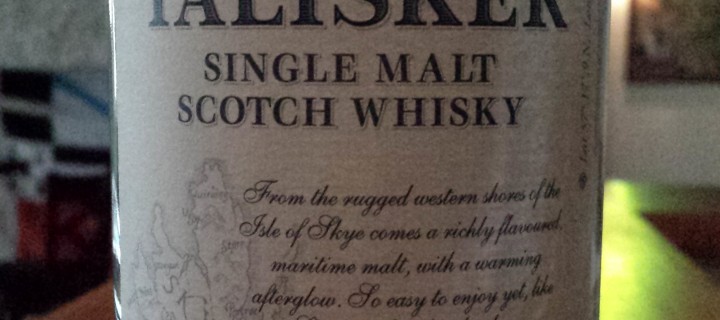 TALISKER
SINGLE MALT
SCOTCH WHISKY
From the rugged western shores of the
Isle of Skye comes a richly flavoured,
maritime malt, with a warming
afterglow. So easy to enjoy yet, like